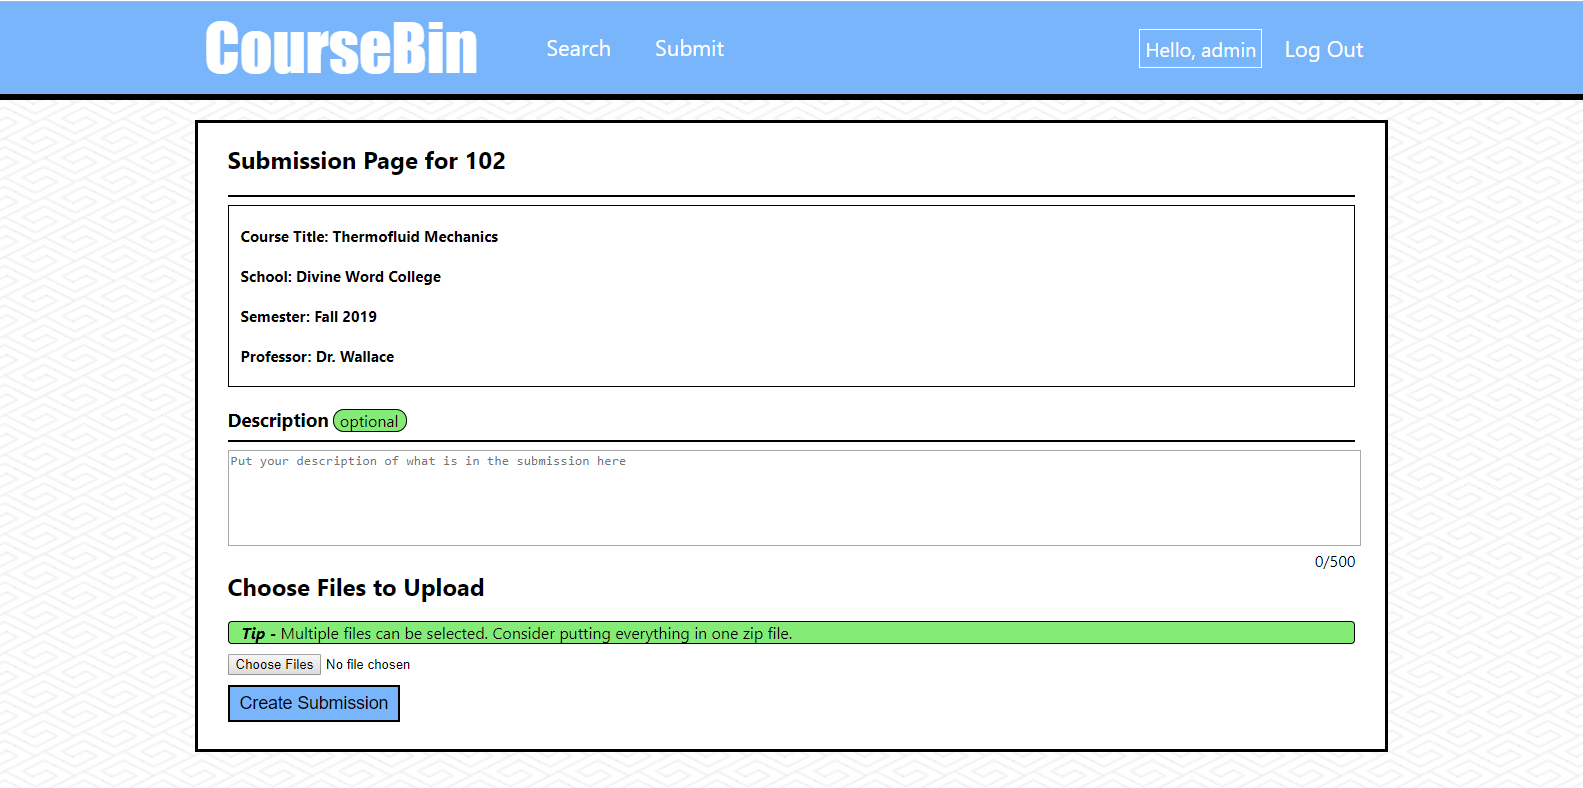 CourseBin
Search
Submit
Hello, admin
Log Out
Submission Page for 102
Course Title: Thermofluid Mechanics
School: Divine Word College
Semester: Fall 2019
Professor: Dr. Wallace
Description optional
Put your description of what is in the submission here
0/500
Choose Files to Upload
Tip - Multiple files can be selected. Consider putting everything in one zip file.
Choose Files No file chosen
Create Submission